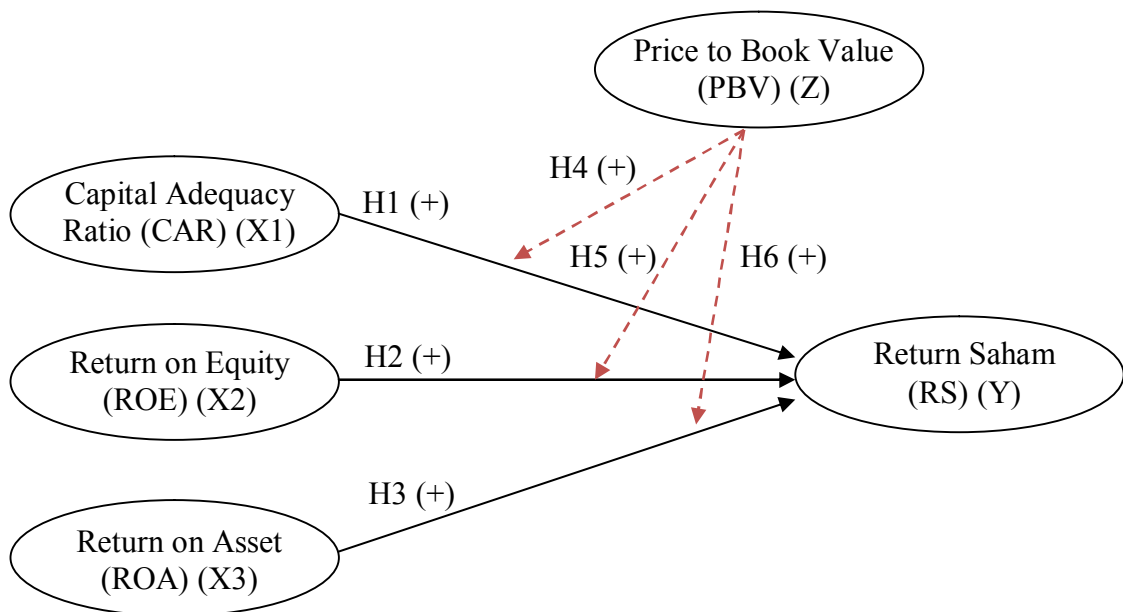 Price to Book Value
(PBV) (Z)
H4 (+)
Capital Adequacy
Ratio (CAR) (X1)
H1 (+)
H5 (+)
H6 (+)
Return on Equity
(ROE) (X2)
H2 (+)
Return Saham
(RS) (Y)
H3 (+)
Return on Asset
(ROA) (X3)